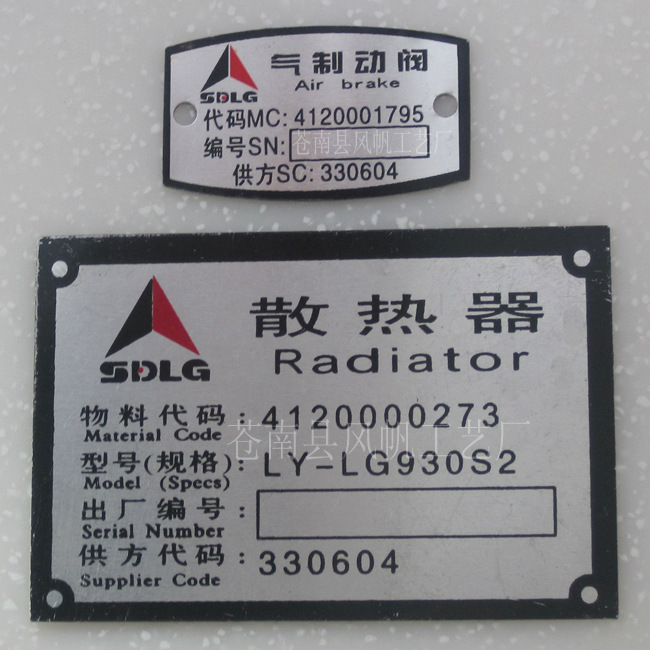 气制动阀
Air brake
SDLG
代码MC: 4120001795
编号SN:
供方SC: 330604
苍南县风帆工艺厂
散热器
Radiator
SDLG
物料代码: 4120000273
Material Code
苍南县风帆工艺厂
型号(规格): LY-LG930S2
Model (Specs)
出厂编号:
Serial Number
供方代码: 330604
Supplier Code